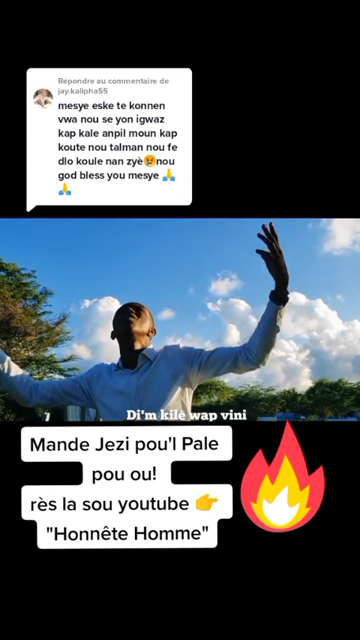 Répondre au commentaire de
jay.kalipha55
mesye eske te konnen
vwa nou se yon igwaz
kap kale anpil moun kap
koute nou talman nou fe
dlo koule nan zyè😢nou
god bless you mesye 🙏
🙏
Di'm kilè wap vini
Mande Jezi pou'l Pale
pou ou!
rès la sou youtube 👉
"Honnête Homme"